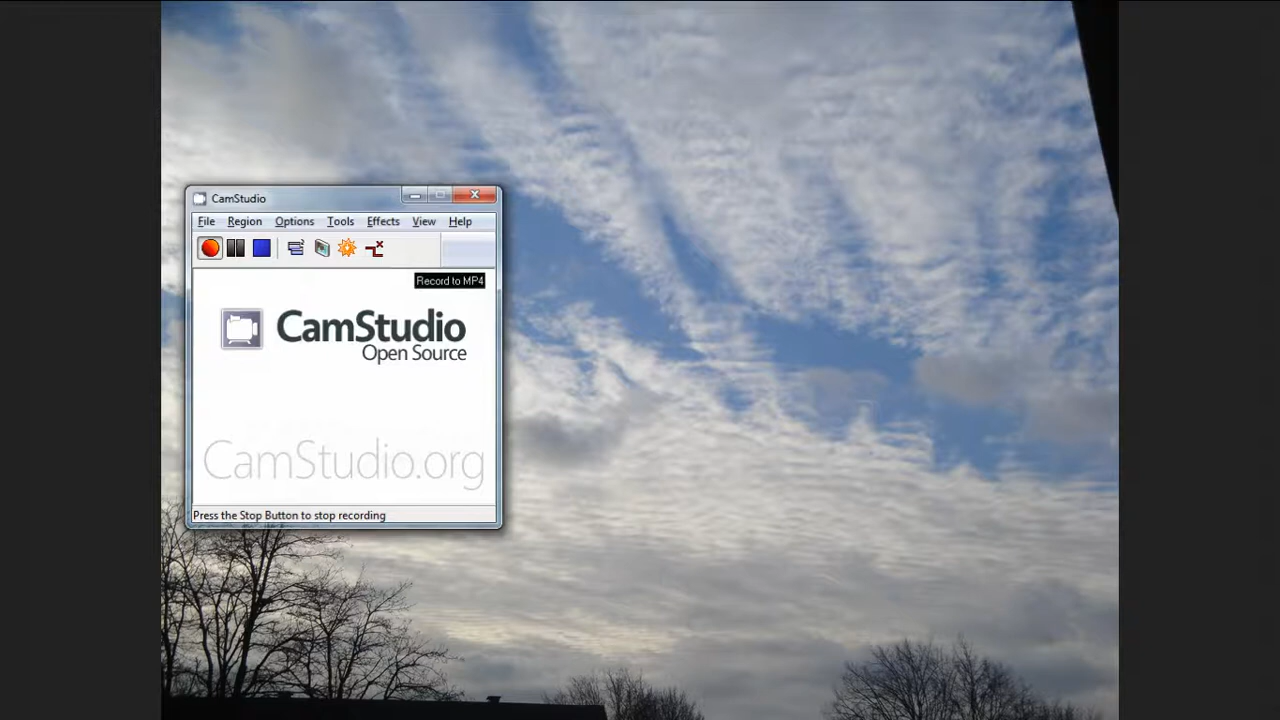 CamStudio
File Region Options Tools Effects View Help
Record to MP4
CamStudio
Open Source
CamStudio.org
Press the Stop Button to stop recording